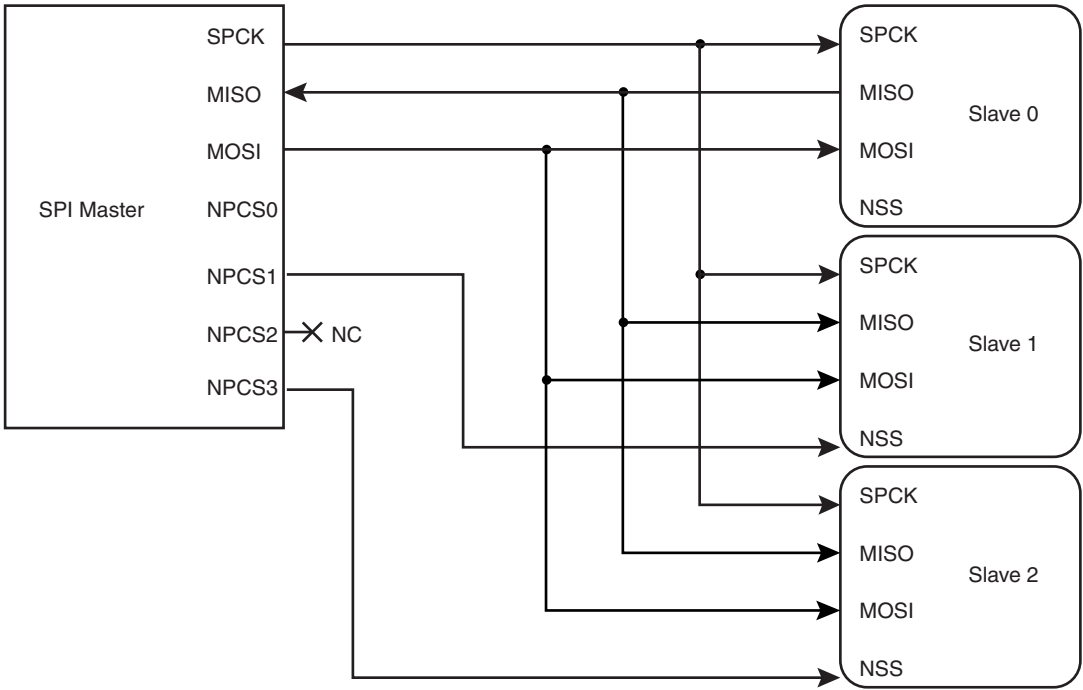 SPI Master
SPCK
MISO
MOSI
NPCS0
NPCS1
NPCS2
NC
NPCS3
SPCK
MISO
Slave 0
MOSI
NSS
SPCK
MISO
Slave 1
MOSI
NSS
SPCK
MISO
Slave 2
MOSI
NSS